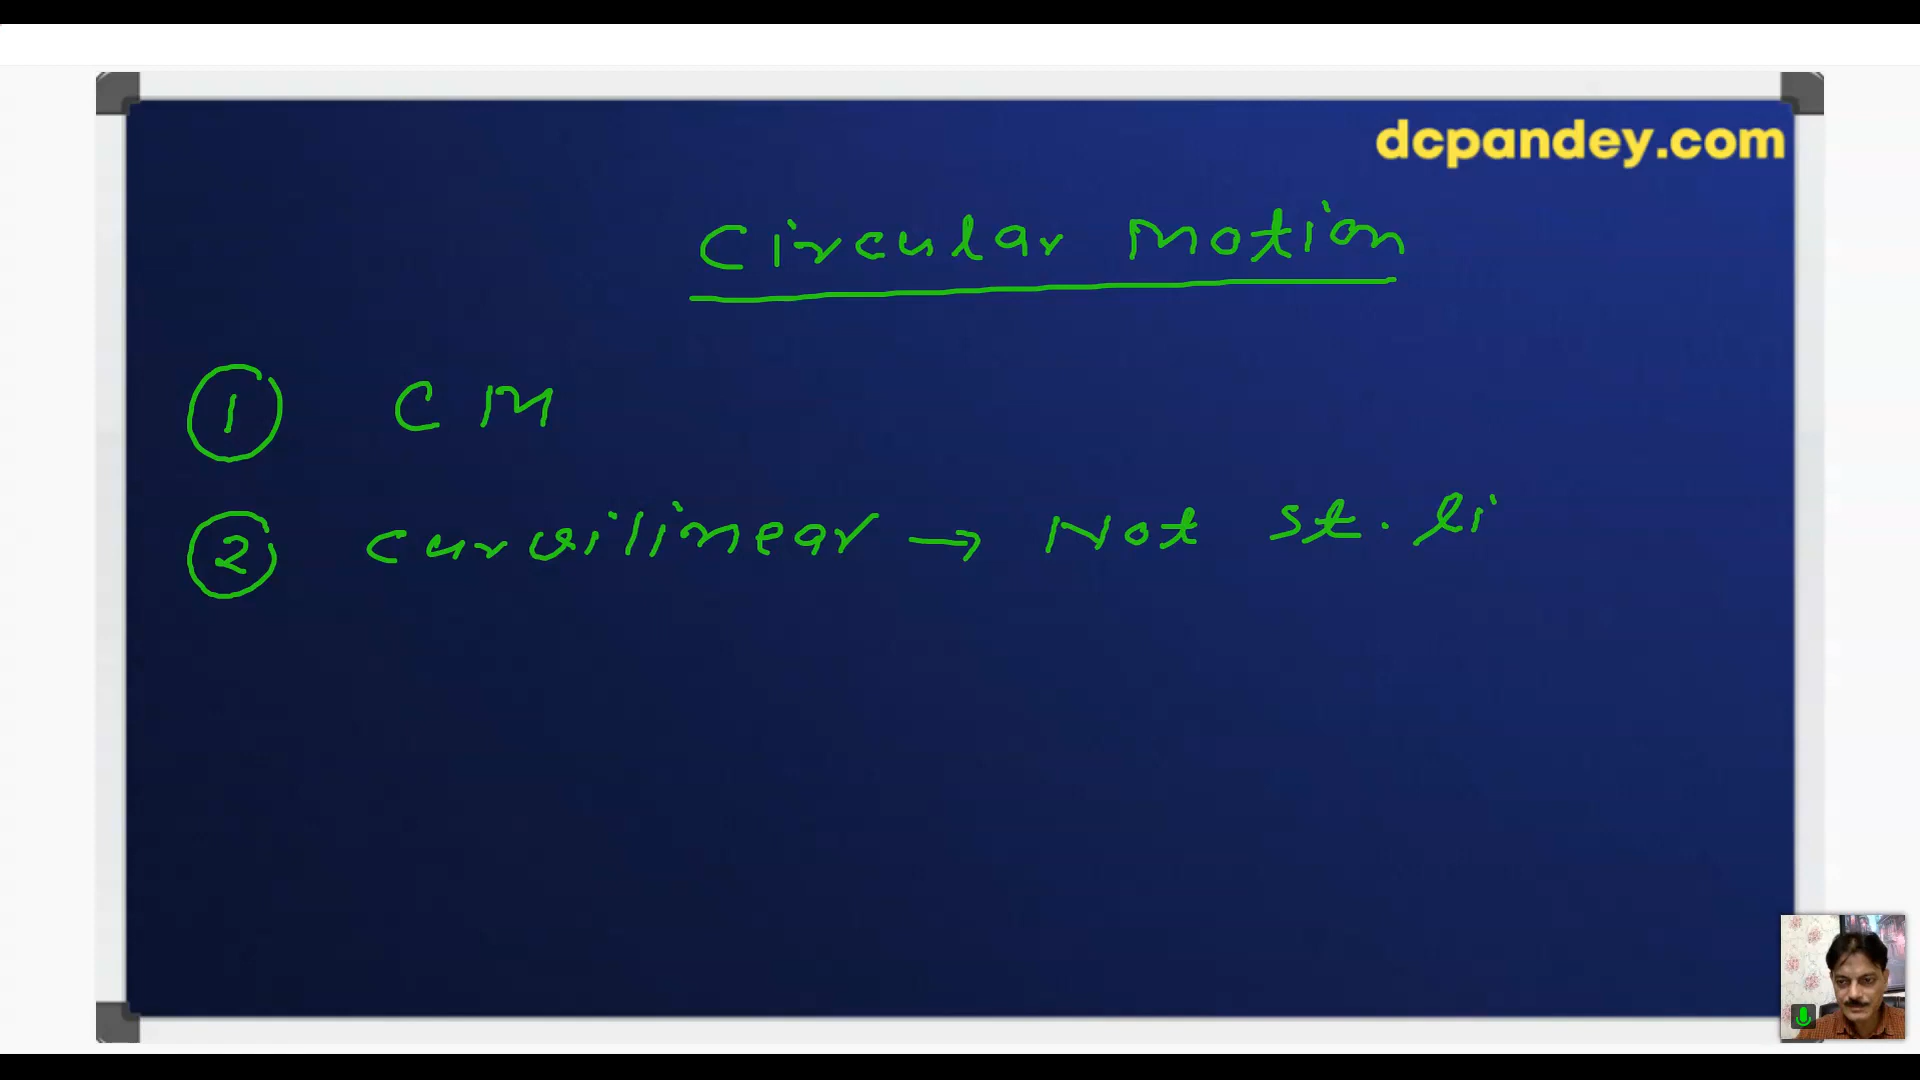 dcpandey.com
Circular Motion
1 CM
2 curvilinear → Not st. li